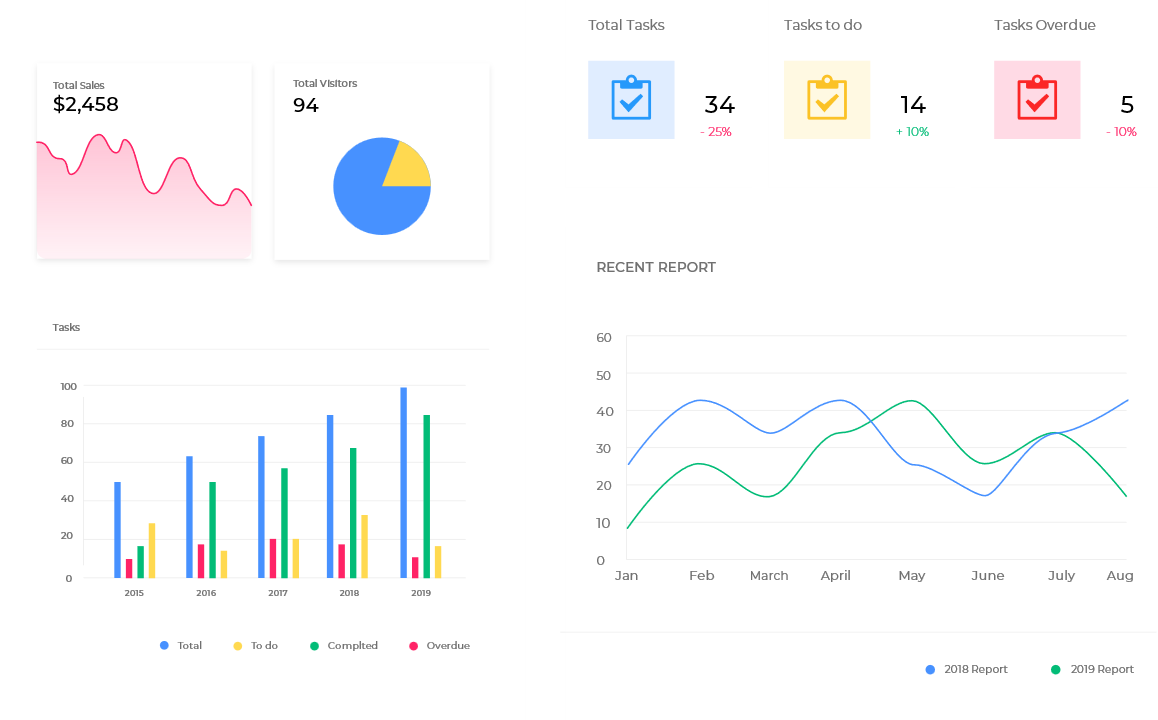 Total Tasks
Tasks to do
Tasks Overdue
34
- 25%
14
+ 10%
5
- 10%
Total Sales
$2,458
Total Visitors
94
RECENT REPORT
60
50
40
30
20
10
0
Jan Feb March April May June July Aug
2018 Report 2019 Report
Tasks
100
80
60
40
20
0
2015 2016 2017 2018 2019
Total To do Complted Overdue